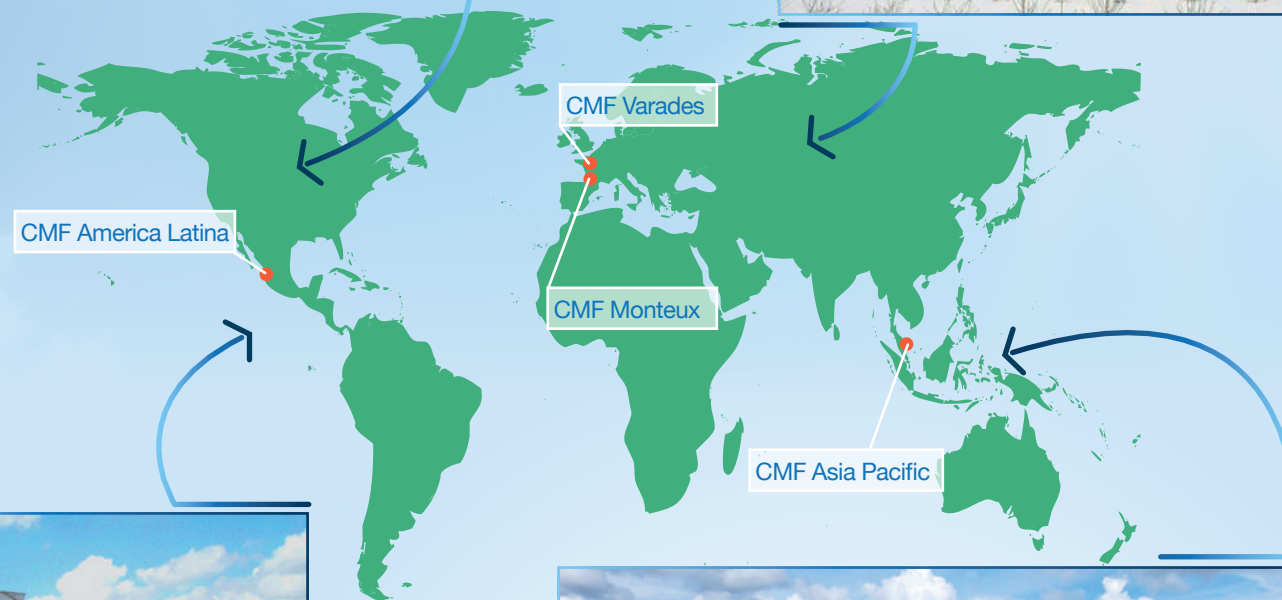 CMF Varades
CMF America Latina
CMF Monteux
CMF Asia Pacific